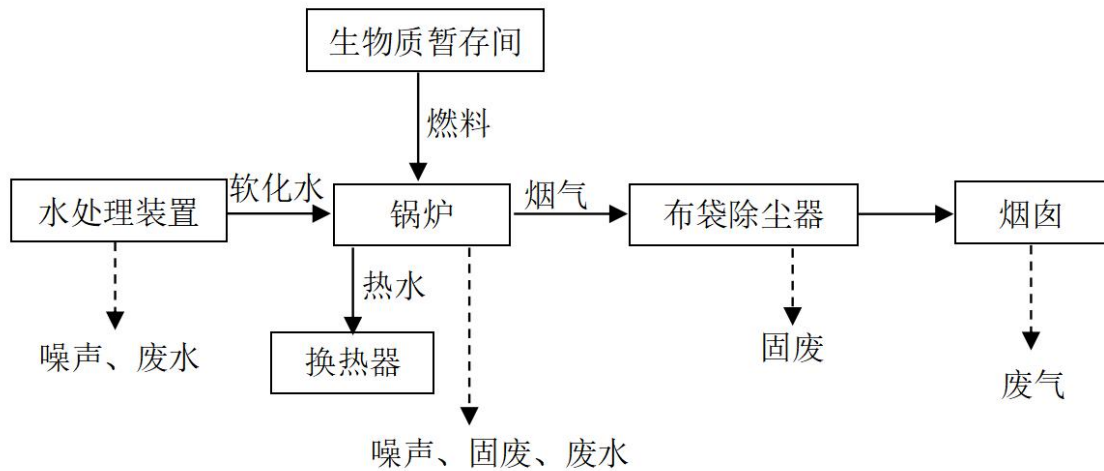 生物质暂存间
燃料
水处理装置
软化水
锅炉
烟气
布袋除尘器
烟囱
热水
噪声、废水
换热器
固废
废气
噪声、固废、废水